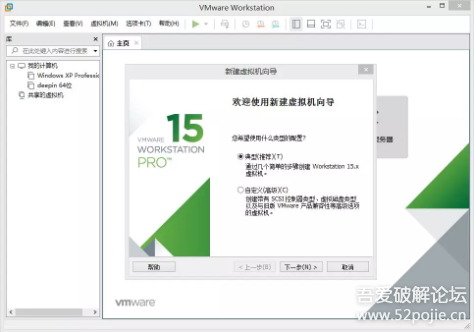 VMware Workstation
文件(F) 编辑(E) 查看(V) 虚拟机(M) 选项卡(T) 帮助(H)
库
在此处键入内容进行搜索
我的计算机
Windows XP Professio
deepin 64位
共享的虚拟机
主页
新建虚拟机向导
VMWARE
WORKSTATION
15
PRO™
欢迎使用新建虚拟机向导
您希望使用什么类型的配置?
典型(推荐)(T)
通过几个简单的步骤创建 Workstation 15.x
虚拟机。
自定义(高级)(C)
创建带有 SCSI 控制器类型、虚拟磁盘类型
以及与旧版 VMware 产品兼容性等高级选项
的虚拟机。
帮助
< 上一步(B)
下一步(N) >
取消
服务器
vmware
吾爱破解论坛
www.52pojie.cn